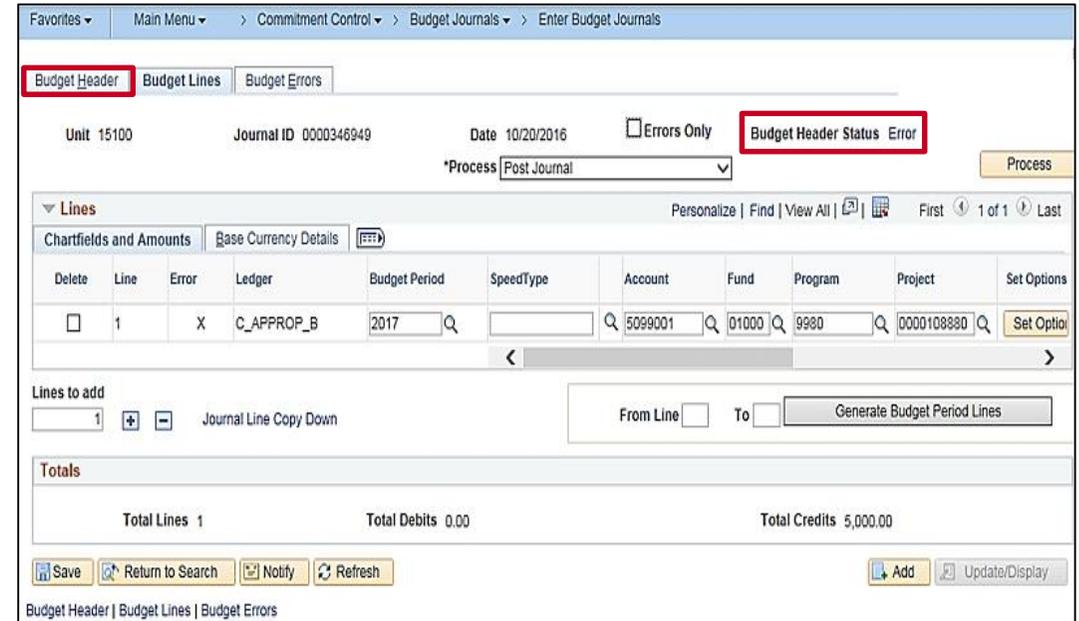 Favorites Main Menu > Commitment Control > Budget Journals > Enter Budget Journals
Budget Header Budget Lines Budget Errors
Unit 15100 Journal ID 0000346949 Date 10/20/2016 Errors Only Budget Header Status Error
*Process Post Journal Process
Lines Personalize | Find | View All | First 1 of 1 Last
Chartfields and Amounts Base Currency Details
Delete Line Error Ledger Budget Period SpeedType Account Fund Program Project Set Options
1 X C_APPROP_B 2017 5099001 01000 9980 0000108880 Set Optio
Lines to add
1 Journal Line Copy Down From Line To Generate Budget Period Lines
Totals
Total Lines 1 Total Debits 0.00 Total Credits 5,000.00
Save Return to Search Notify Refresh Add Update/Display
Budget Header | Budget Lines | Budget Errors